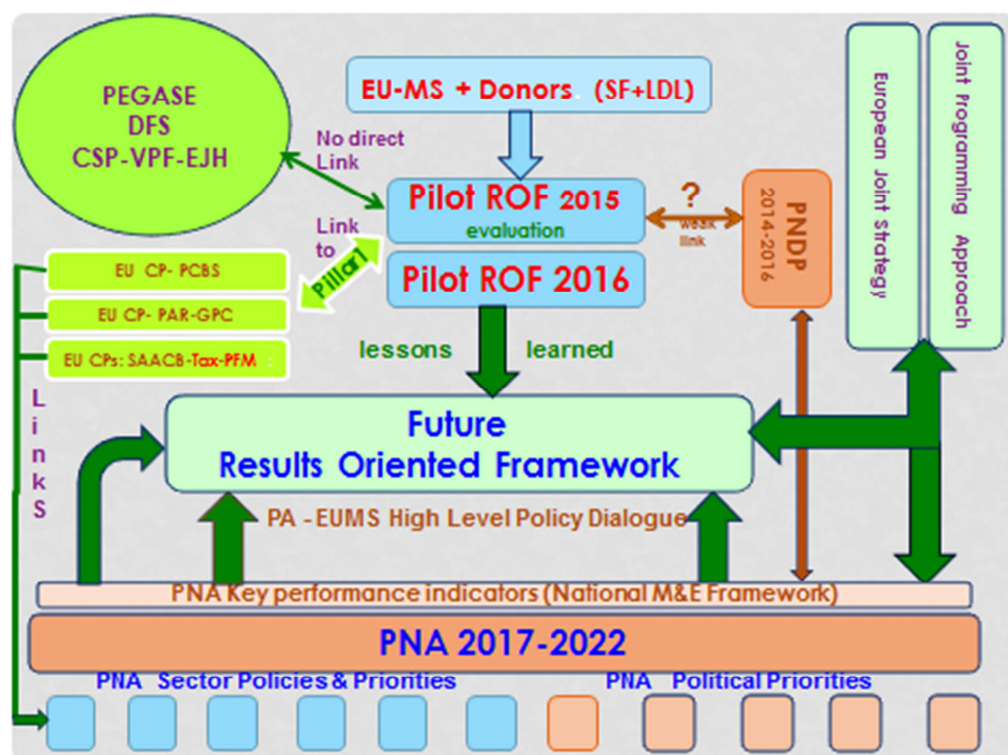 PEGASE
DFS
CSP-VPF-EJH
EU-MS + Donors. (SF+LDL)
No direct
Link
Pilot ROF 2015
evaluation
Pilot ROF 2016
Link
to
Pillar1
?
weak
link
PNDP
2014-2016
European Joint Strategy
Joint Programming Approach
EU CP- PCBS
EU CP- PAR-GPC
EU CPs: SAACB-Tax-PFM :
LinkS
lessons learned
Future
Results Oriented Framework
PA - EUMS High Level Policy Dialogue
PNA Key performance indicators (National M&E Framework)
PNA 2017-2022
PNA Sector Policies & Priorities
PNA Political Priorities